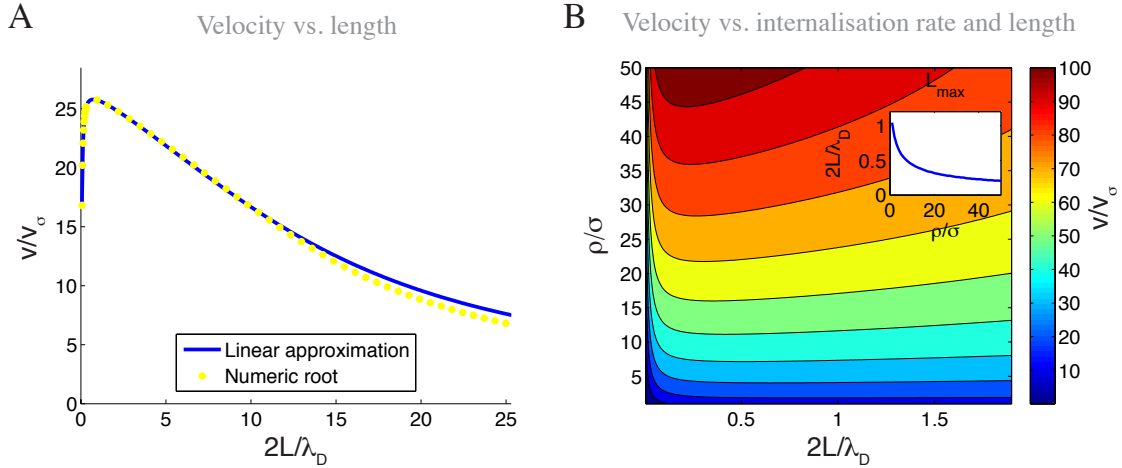 A
Velocity vs. length
v/v_σ
25
20
15
10
5
0
Linear approximation
Numeric root
0 5 10 15 20 25
2L/λ_D
B
Velocity vs. internalisation rate and length
ρ/σ
50
45
40
35
30
25
20
15
10
5
0.5 1 1.5
2L/λ_D
L_max
2L/λ_D
1
0.5
0
0 20 40
ρ/σ
100
90
80
70
60
50
40
30
20
10
v/v_σ